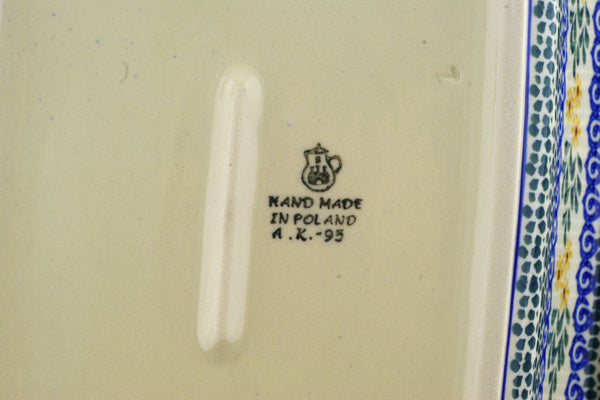 B
HAND MADE
IN POLAND
A.K.-95